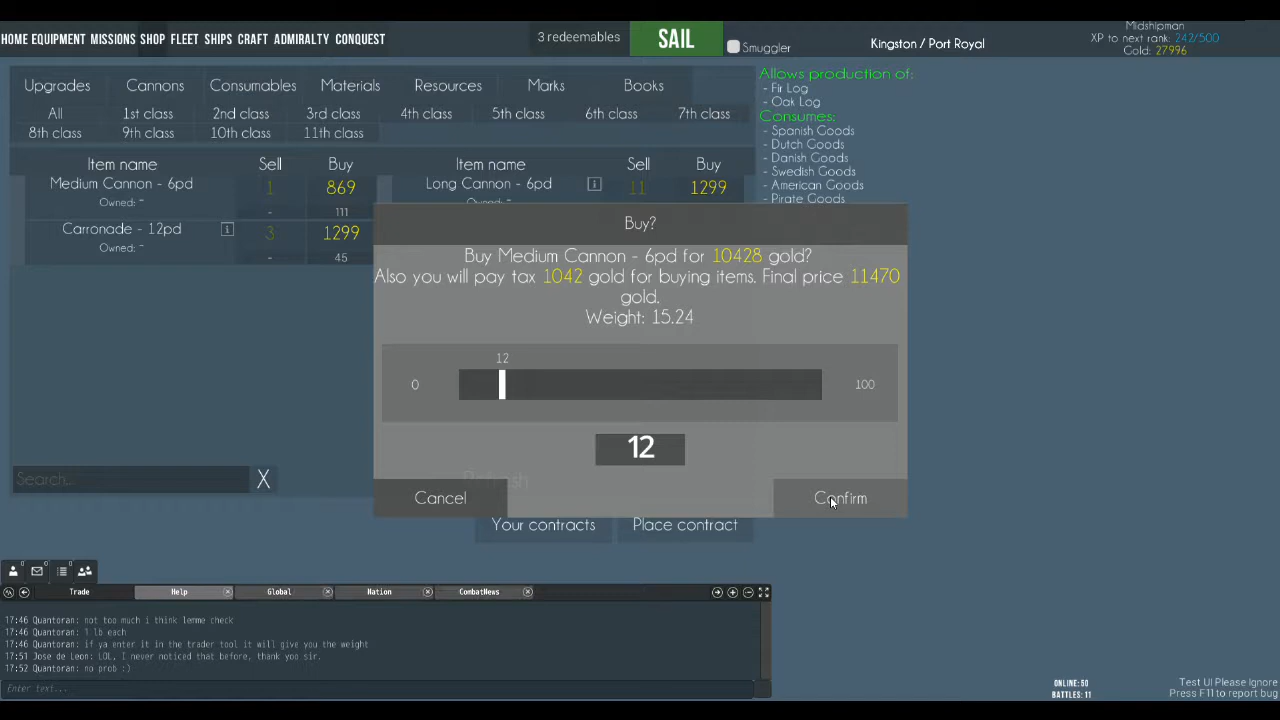 HOME EQUIPMENT MISSIONS SHOP FLEET SHIPS CRAFT ADMIRALTY CONQUEST
3 redeemables
SAIL
Smuggler
Kingston / Port Royal
Midshipman
XP to next rank: 242/500
Gold: 27996
Upgrades Cannons Consumables Materials Resources Marks Books
All 1st class 2nd class 3rd class 4th class 5th class 6th class 7th class
8th class 9th class 10th class 11th class
Item name Sell Buy Item name Sell Buy
Medium Cannon - 6pd 1 869 Long Cannon - 6pd i 11 1299
Owned: - - 111 Owned: -
Carronade - 12pd i 3 1299
Owned: - - 45
Allows production of:
- Fir Log
- Oak Log
Consumes:
- Spanish Goods
- Dutch Goods
- Danish Goods
- Swedish Goods
- American Goods
- Pirate Goods
Buy?
Buy Medium Cannon - 6pd for 10428 gold?
Also you will pay tax 1042 gold for buying items. Final price 11470
gold.
Weight: 15.24
12
0 100
12
Cancel Confirm
Search... X
Refresh
Your contracts Place contract
Trade Help Global Nation CombatNews
17:46 Quantoran: not too much i think lemme check
17:46 Quantoran: 1 lb each
17:46 Quantoran: if ya enter it in the trader tool it will give you the weight
17:51 Jose de Leon: LOL, I never noticed that before, thank you sir.
17:52 Quantoran: no prob :)
Enter text...
ONLINE: 50
BATTLES: 11
Test UI Please Ignore
Press F11 to report bug